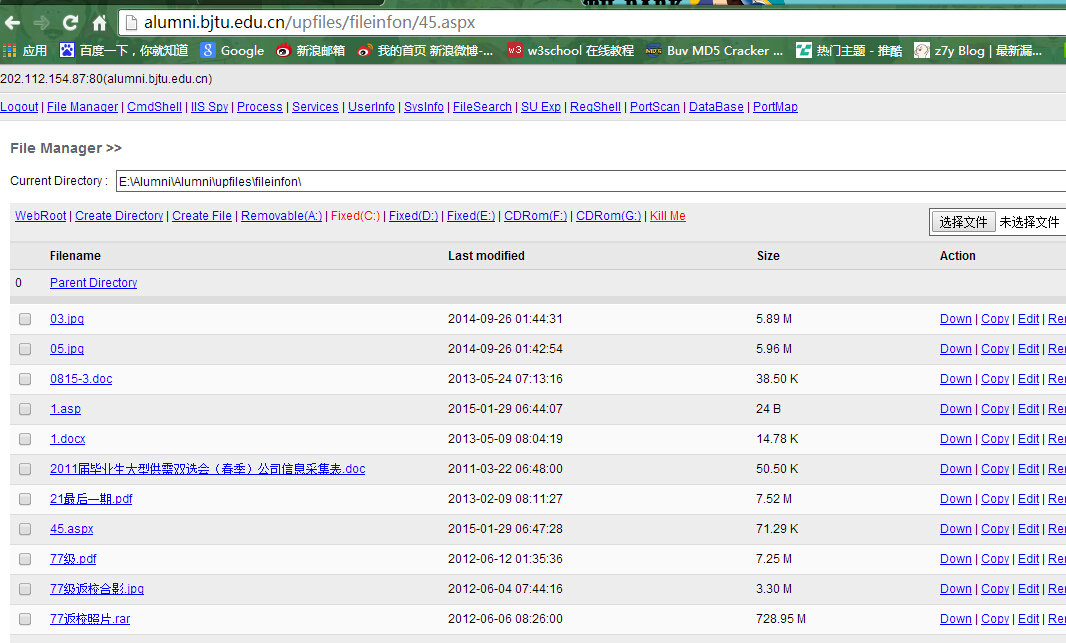 alumni.bjtu.edu.cn/upfiles/fileinfon/45.aspx
应用 百度一下，你就知道 Google 新浪邮箱 我的首页 新浪微博-... w3school 在线教程 Buy MD5 Cracker ... 热门主题 - 推酷 z7y Blog | 最新漏...
202.112.154.87:80(alumni.bjtu.edu.cn)
Logout | File Manager | CmdShell | IIS Spy | Process | Services | UserInfo | SysInfo | FileSearch | SU Exp | RegShell | PortScan | DataBase | PortMap
File Manager >>
Current Directory : E:\Alumni\Alumni\upfiles\fileinfon\
WebRoot | Create Directory | Create File | Removable(A:) | Fixed(C:) | Fixed(D:) | Fixed(E:) | CDRom(F:) | CDRom(G:) | Kill Me 选择文件 未选择文件
Filename Last modified Size Action
0 Parent Directory
03.jpg 2014-09-26 01:44:31 5.89 M Down | Copy | Edit | Re
05.jpg 2014-09-26 01:42:54 5.96 M Down | Copy | Edit | Re
0815-3.doc 2013-05-24 07:13:16 38.50 K Down | Copy | Edit | Re
1.asp 2015-01-29 06:44:07 24 B Down | Copy | Edit | Re
1.docx 2013-05-09 08:04:19 14.78 K Down | Copy | Edit | Re
2011届毕业生大型供需双选会（春季）公司信息采集表.doc 2011-03-22 06:48:00 50.50 K Down | Copy | Edit | Re
21最后一期.pdf 2013-02-09 08:11:27 7.52 M Down | Copy | Edit | Re
45.aspx 2015-01-29 06:47:28 71.29 K Down | Copy | Edit | Re
77级.pdf 2012-06-12 01:35:36 7.25 M Down | Copy | Edit | Re
77级返校合影.jpg 2012-06-04 07:44:16 3.30 M Down | Copy | Edit | Re
77返校照片.rar 2012-06-06 08:26:00 728.95 M Down | Copy | Edit | Re